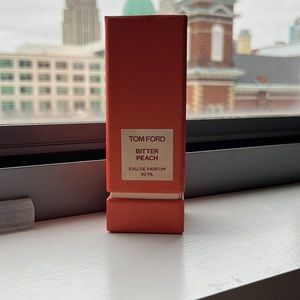 TOM FORD
BITTER
PEACH
EAU DE PARFUM
50 ML